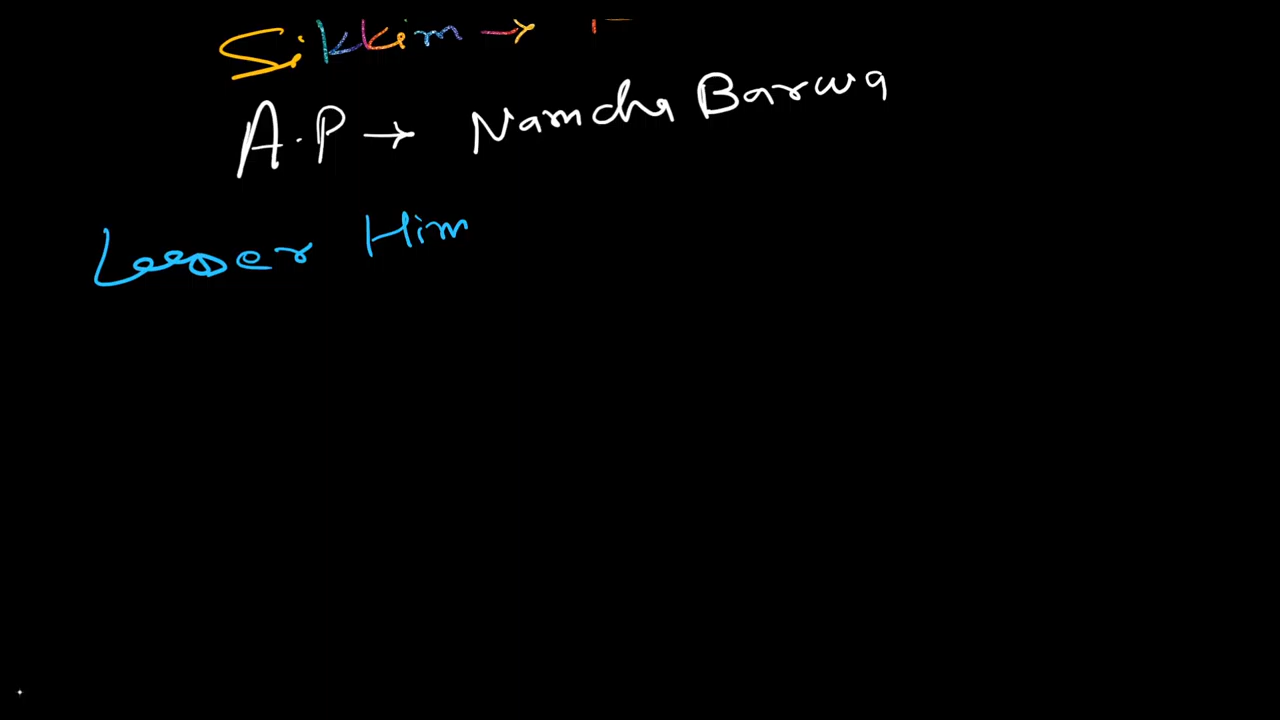 Sikkim →
A.P → Namcha Barwa
Lesser Him